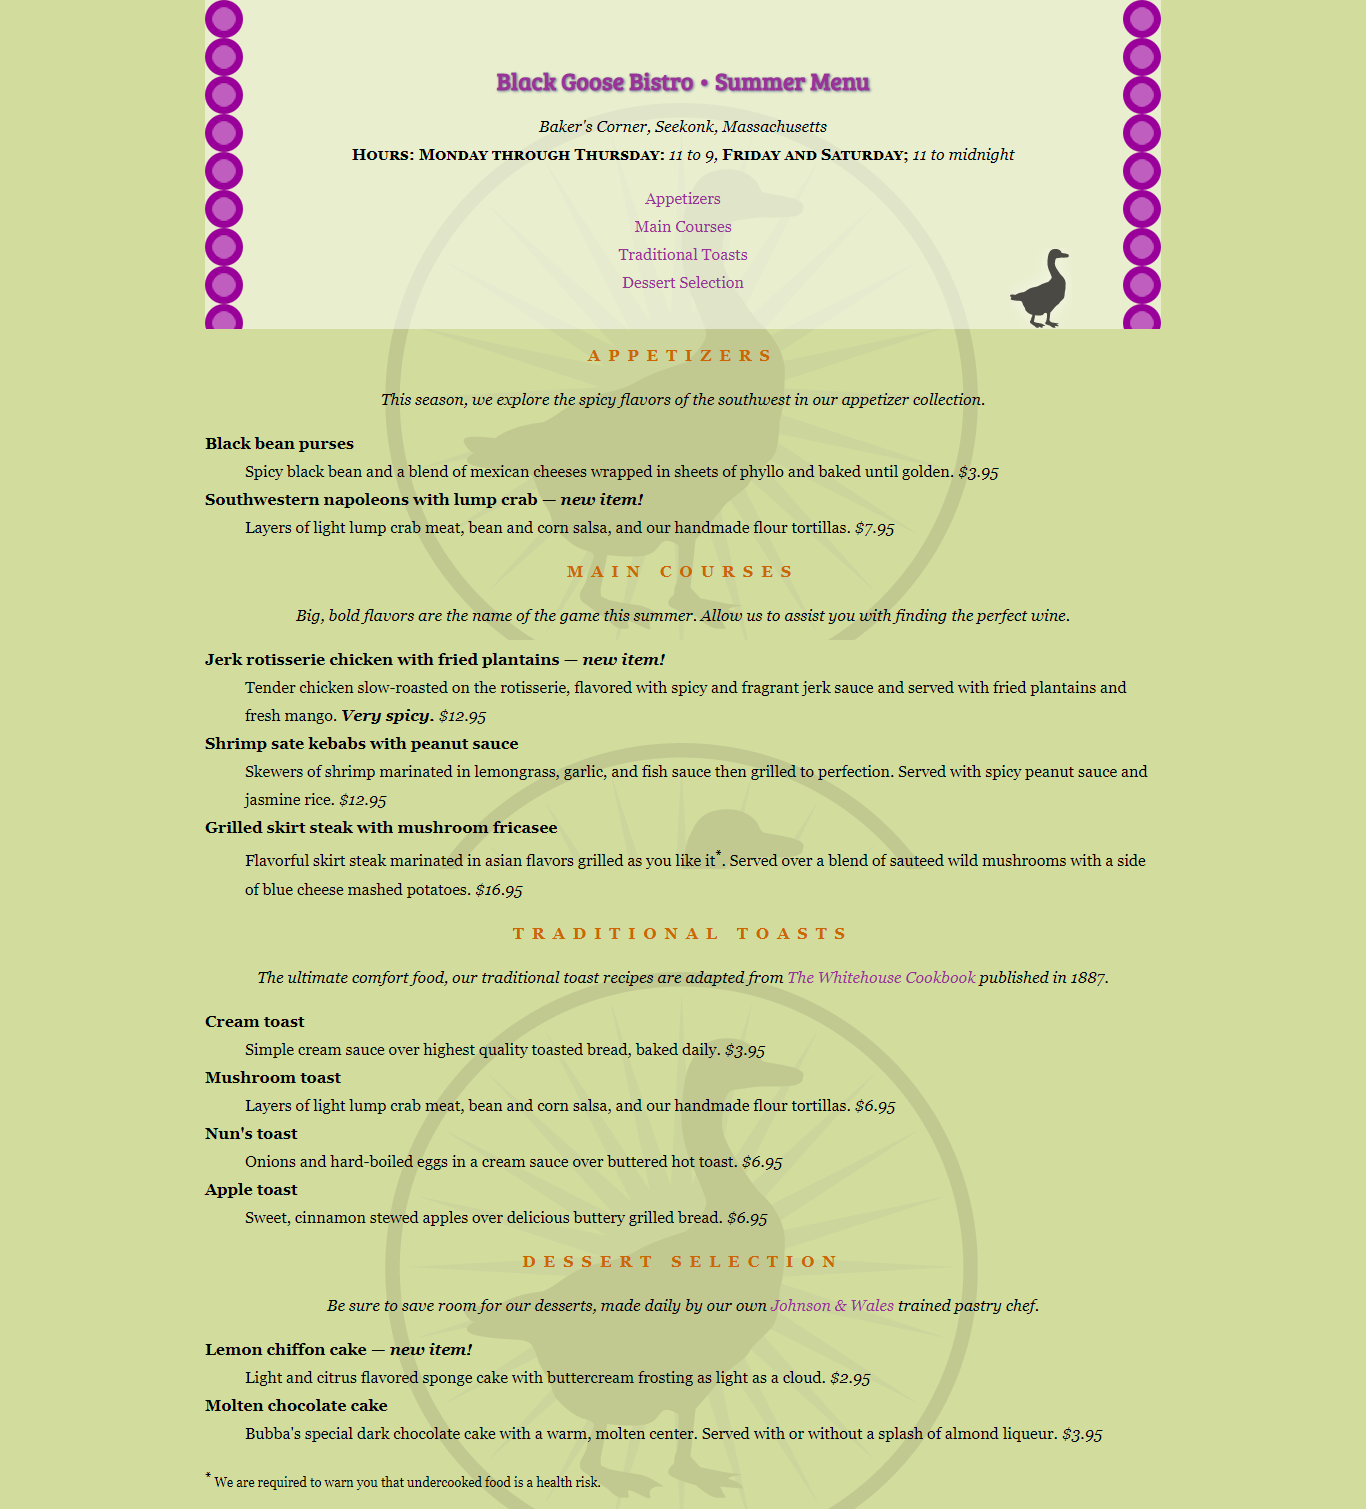 Black Goose Bistro • Summer Menu
Baker's Corner, Seekonk, Massachusetts
Hours: Monday through Thursday: 11 to 9, Friday and Saturday; 11 to midnight
Appetizers
Main Courses
Traditional Toasts
Dessert Selection
APPETIZERS
This season, we explore the spicy flavors of the southwest in our appetizer collection.
Black bean purses
Spicy black bean and a blend of mexican cheeses wrapped in sheets of phyllo and baked until golden. $3.95
Southwestern napoleons with lump crab — new item!
Layers of light lump crab meat, bean and corn salsa, and our handmade flour tortillas. $7.95
MAIN COURSES
Big, bold flavors are the name of the game this summer. Allow us to assist you with finding the perfect wine.
Jerk rotisserie chicken with fried plantains — new item!
Tender chicken slow-roasted on the rotisserie, flavored with spicy and fragrant jerk sauce and served with fried plantains and
fresh mango. Very spicy. $12.95
Shrimp sate kebabs with peanut sauce
Skewers of shrimp marinated in lemongrass, garlic, and fish sauce then grilled to perfection. Served with spicy peanut sauce and
jasmine rice. $12.95
Grilled skirt steak with mushroom fricasee
Flavorful skirt steak marinated in asian flavors grilled as you like it*. Served over a blend of sauteed wild mushrooms with a side
of blue cheese mashed potatoes. $16.95
TRADITIONAL TOASTS
The ultimate comfort food, our traditional toast recipes are adapted from The Whitehouse Cookbook published in 1887.
Cream toast
Simple cream sauce over highest quality toasted bread, baked daily. $3.95
Mushroom toast
Layers of light lump crab meat, bean and corn salsa, and our handmade flour tortillas. $6.95
Nun's toast
Onions and hard-boiled eggs in a cream sauce over buttered hot toast. $6.95
Apple toast
Sweet, cinnamon stewed apples over delicious buttery grilled bread. $6.95
DESSERT SELECTION
Be sure to save room for our desserts, made daily by our own Johnson & Wales trained pastry chef.
Lemon chiffon cake — new item!
Light and citrus flavored sponge cake with buttercream frosting as light as a cloud. $2.95
Molten chocolate cake
Bubba's special dark chocolate cake with a warm, molten center. Served with or without a splash of almond liqueur. $3.95
* We are required to warn you that undercooked food is a health risk.